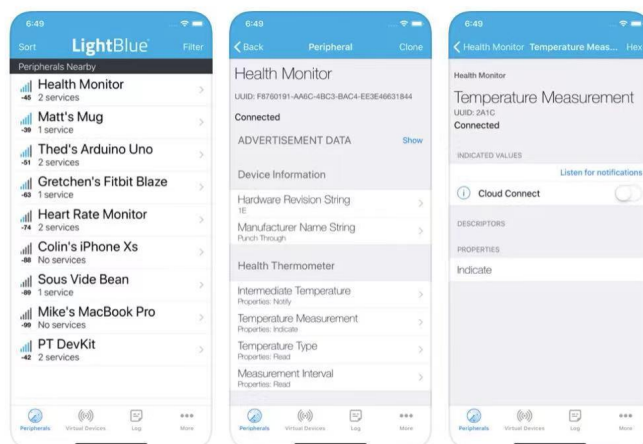 6:49
Sort LightBlue Filter
Peripherals Nearby
Health Monitor
-45 2 services
Matt's Mug
-39 1 service
Thed's Arduino Uno
-51 2 services
Gretchen's Fitbit Blaze
-63 1 service
Heart Rate Monitor
-74 2 services
Colin's iPhone Xs
-88 No services
Sous Vide Bean
-89 1 service
Mike's MacBook Pro
-99 No services
PT DevKit
-42 2 services
Peripherals Virtual Devices Log More
6:49
Back Peripheral Clone
Health Monitor
UUID: F8760191-AA6C-4BC3-BAC4-EE3E46631844
Connected
ADVERTISEMENT DATA Show
Device Information
Hardware Revision String
1E
Manufacturer Name String
Punch Through
Health Thermometer
Intermediate Temperature
Properties: Notify
Temperature Measurement
Properties: Indicate
Temperature Type
Properties: Read
Measurement Interval
Properties: Read
Peripherals Virtual Devices Log More
6:49
Health Monitor Temperature Meas... Hex
Health Monitor
Temperature Measurement
UUID: 2A1C
Connected
INDICATED VALUES
Listen for notifications
Cloud Connect
DESCRIPTORS
PROPERTIES
Indicate
Peripherals Virtual Devices Log More